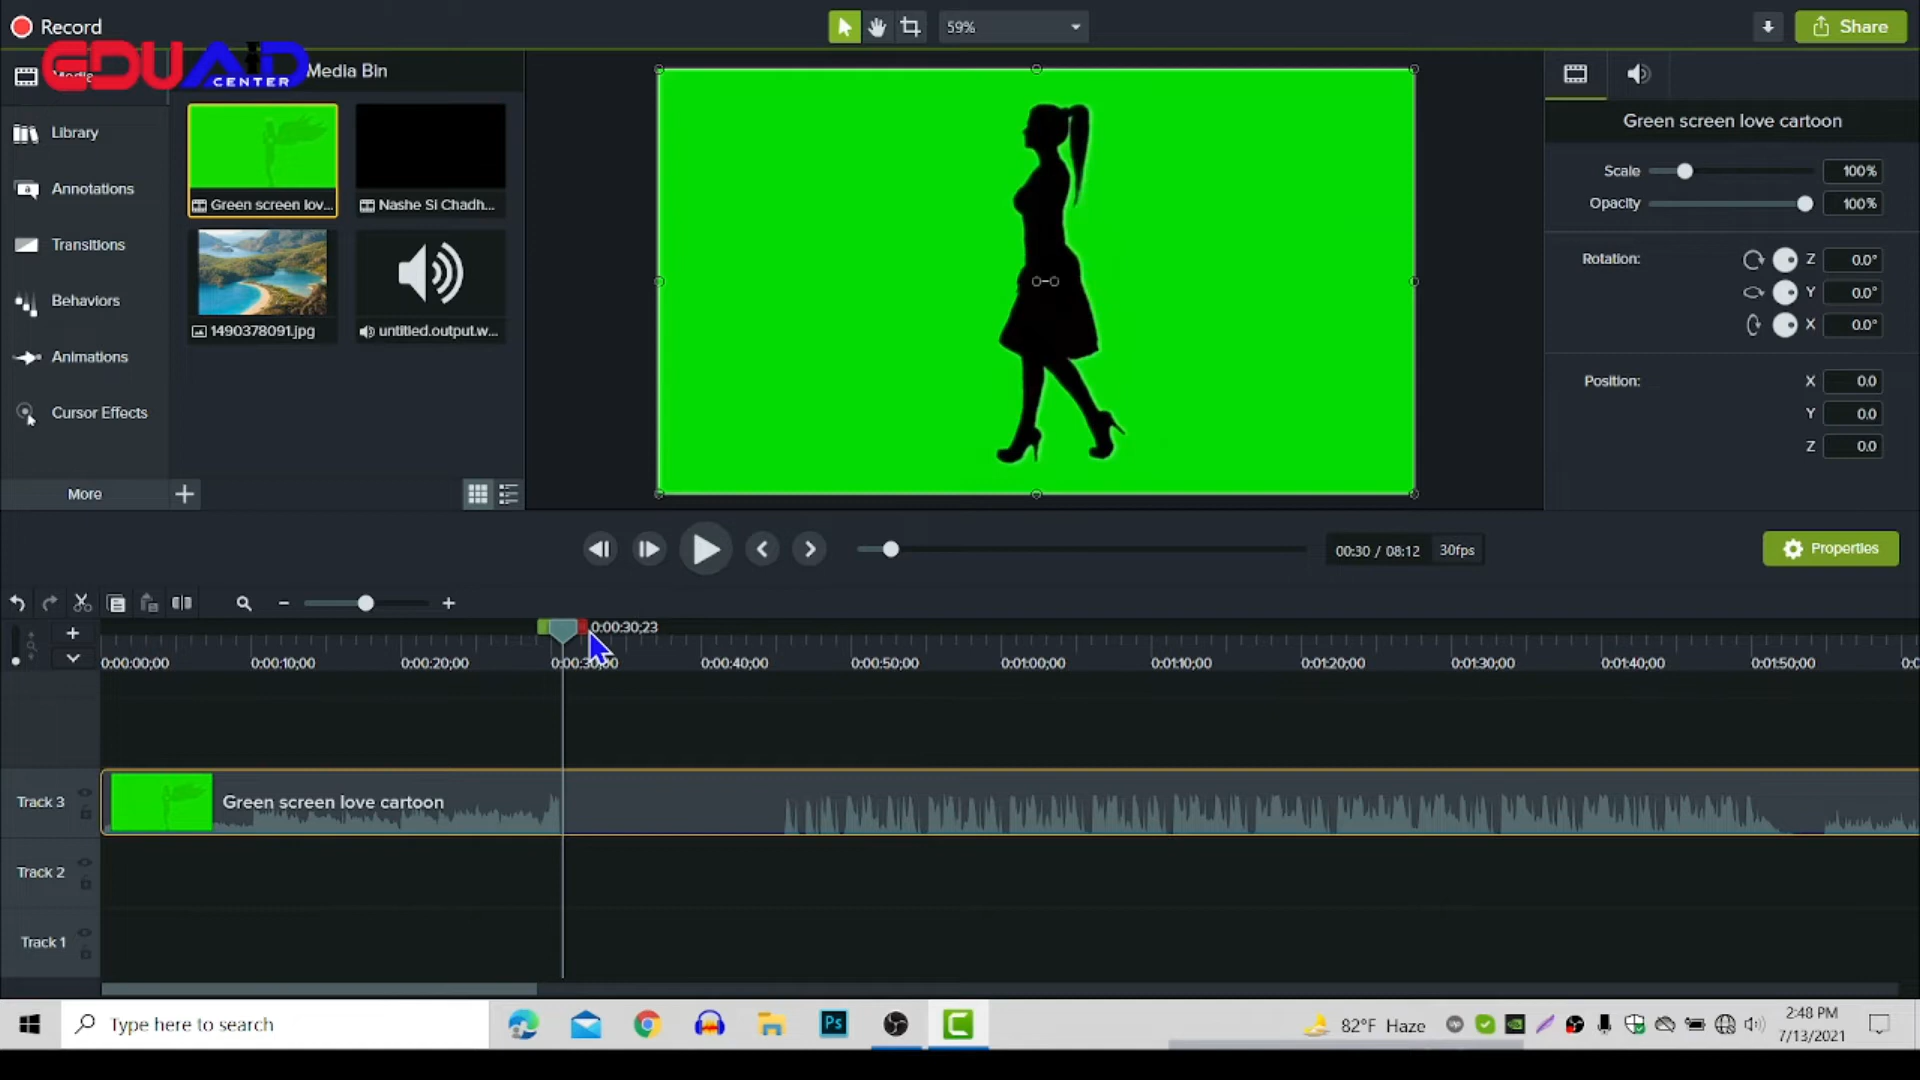 Record
59%
Share
EDUAID
CENTER
Media Bin
Library
Annotations
Transitions
Behaviors
Animations
Cursor Effects
More
Green screen lov...
Nashe Si Chadh...
1490378091.jpg
untitled.output.w...
Green screen love cartoon
Scale
100%
Opacity
100%
Rotation:
Z
0.0°
Y
0.0°
X
0.0°
Position:
X
0.0
Y
0.0
Z
0.0
00:30 / 08:12
30fps
Properties
0:00:30;23
0:00:00;00
0:00:10;00
0:00:20;00
0:00:40;00
0:00:50;00
0:01:00;00
0:01:10;00
0:01:20;00
0:01:30;00
0:01:40;00
0:01:50;00
Track 3
Green screen love cartoon
Track 2
Track 1
Type here to search
Ps
82°F Haze
2:48 PM
7/13/2021